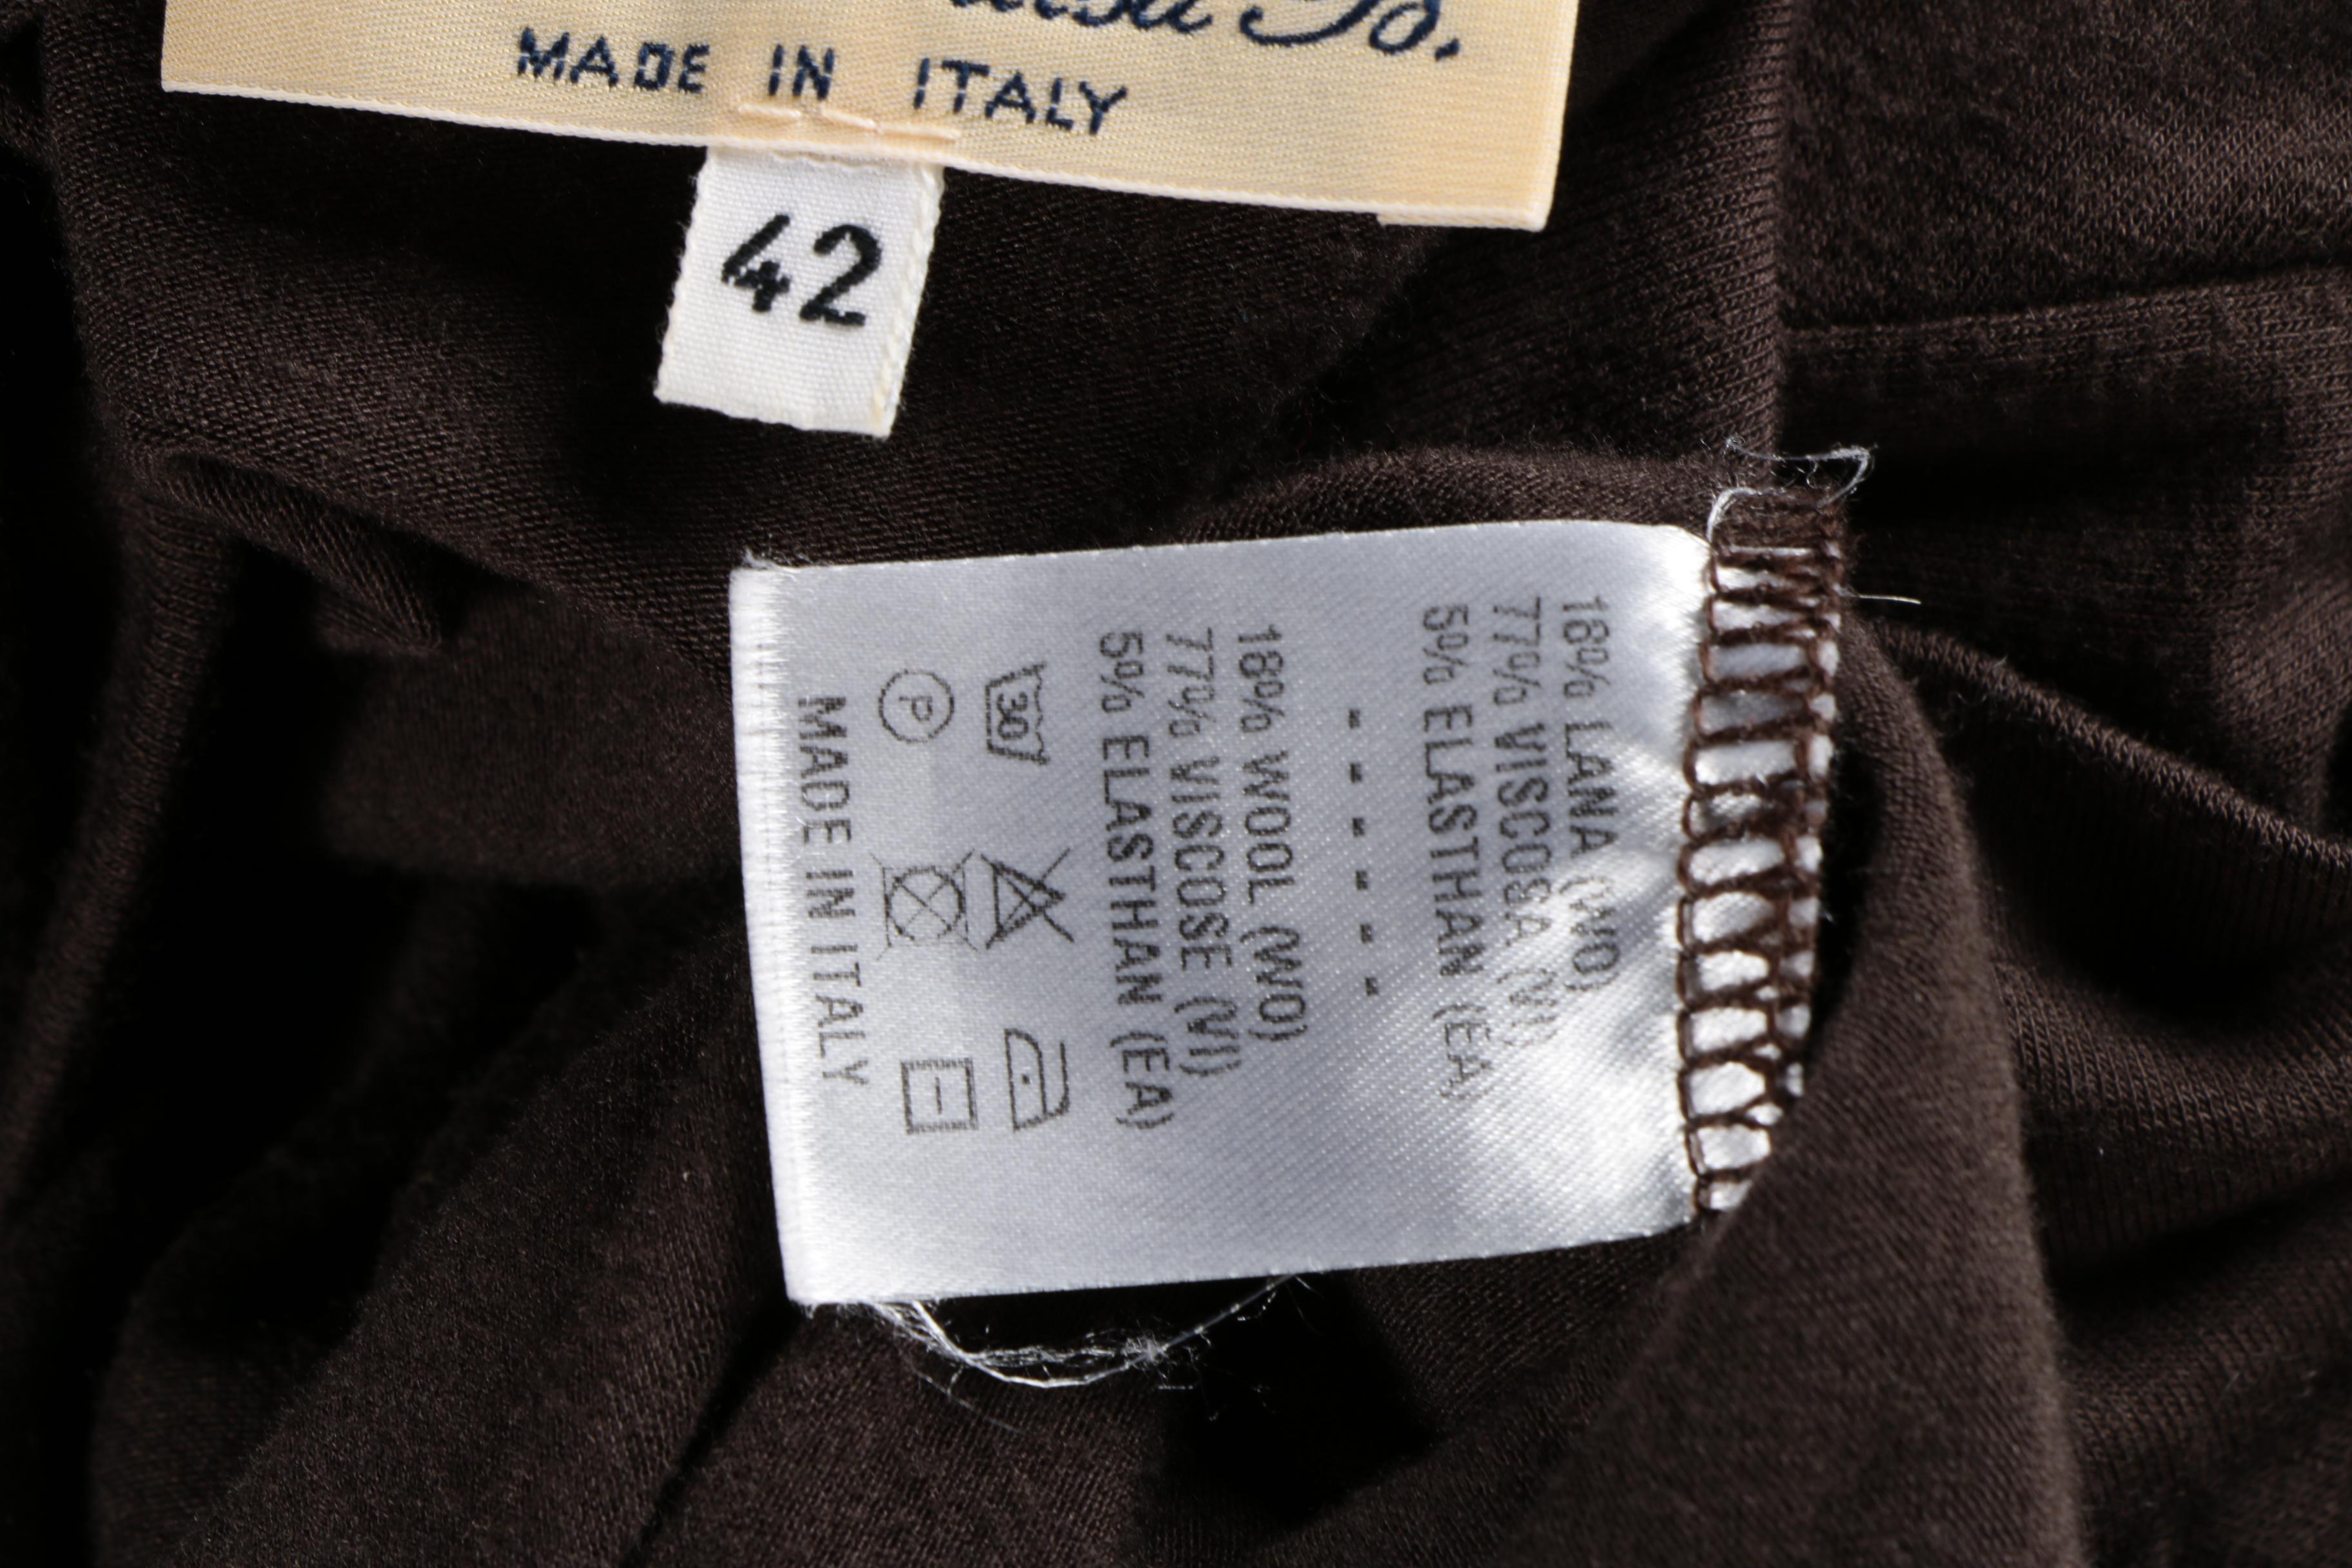 MADE IN ITALY
42
18% LANA (WO)
77% VISCOSA (VI)
5% ELASTHAN (EA)
------
18% WOOL (WO)
77% VISCOSE (VI)
5% ELASTHAN (EA)
30
P
MADE IN ITALY